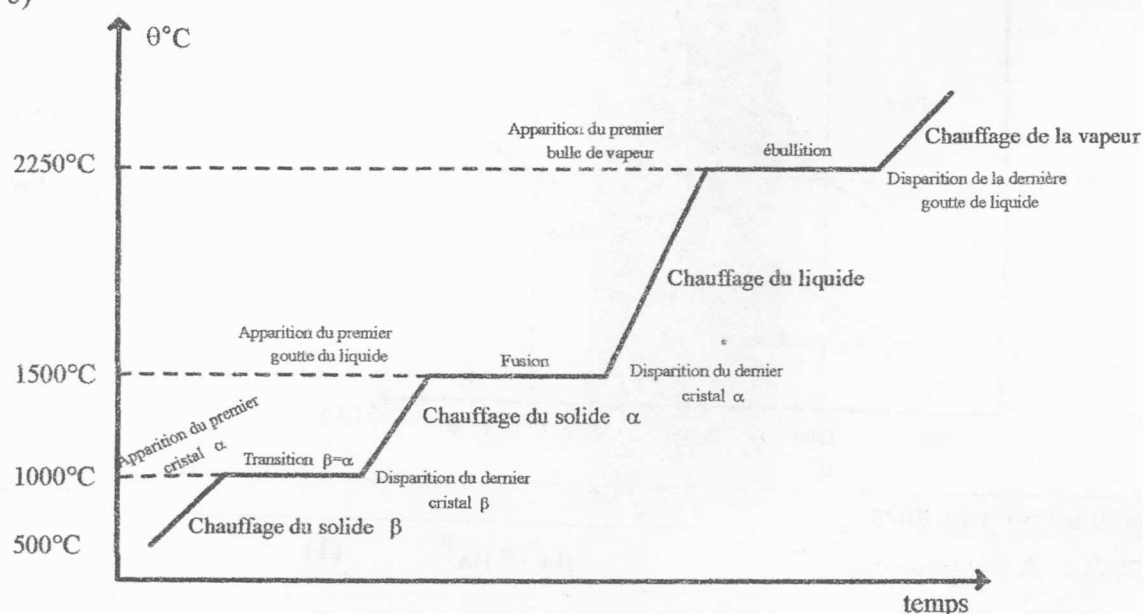 θ°C
Apparition du premier
bulle de vapeur
ébullition
Chauffage de la vapeur
2250°C
Disparition de la dernière
goutte de liquide
Chauffage du liquide
Apparition du premier
goutte du liquide
Fusion
1500°C
Disparition du dernier
cristal α
Chauffage du solide α
Apparition du premier
cristal α
Transition β=α
1000°C
Disparition du dernier
cristal β
Chauffage du solide β
500°C
temps